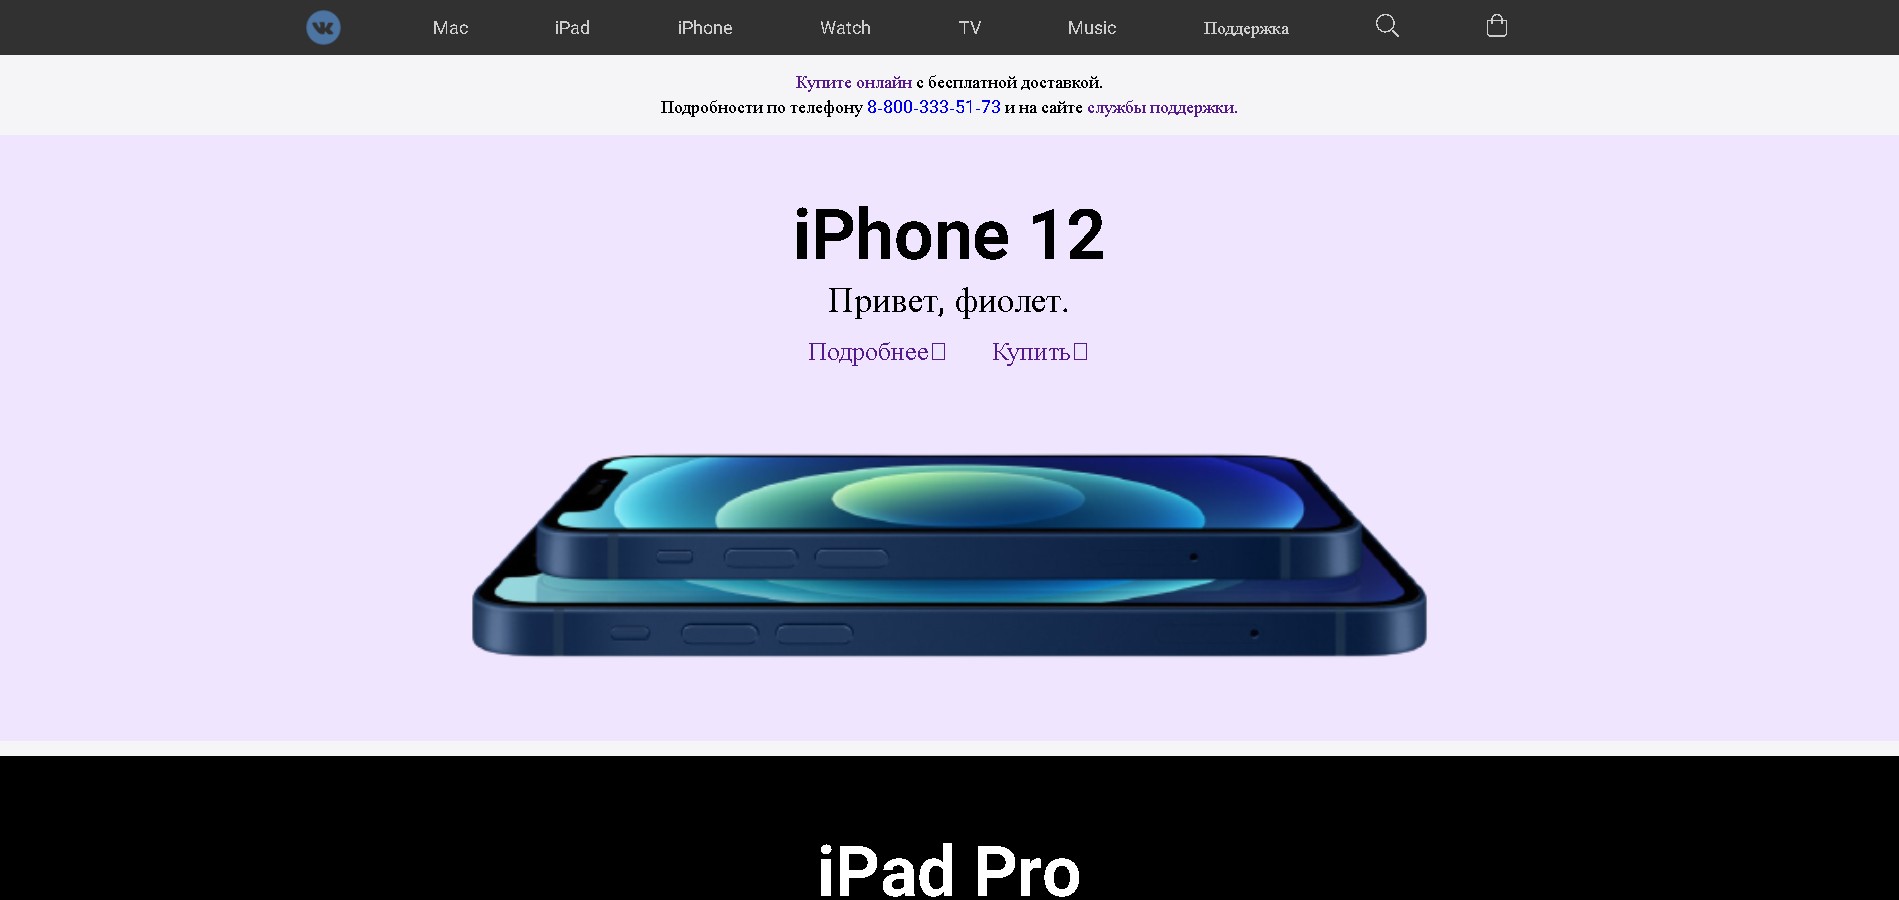 Mac iPad iPhone Watch TV Music Поддержка
Купите онлайн с бесплатной доставкой.
Подробности по телефону 8-800-333-51-73 и на сайте службы поддержки.
iPhone 12
Привет, фиолет.
Подробнее Купить
iPad Pro